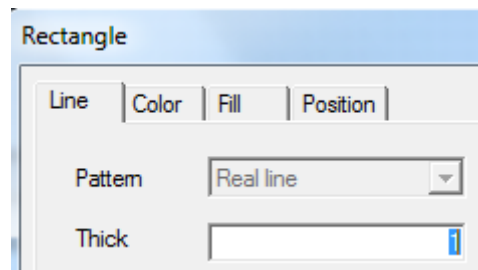 Rectangle
Line Color Fill Position
Pattern Real line
Thick 1